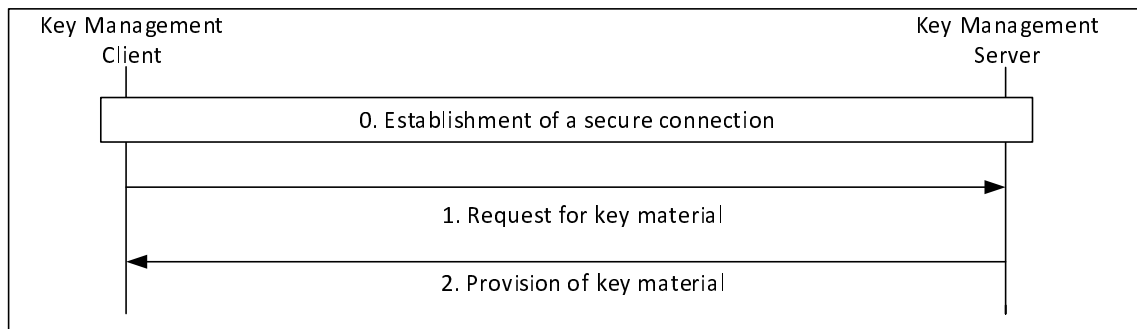 Key Management
Client
Key Management
Server
0. Establishment of a secure connection
1. Request for key material
2. Provision of key material